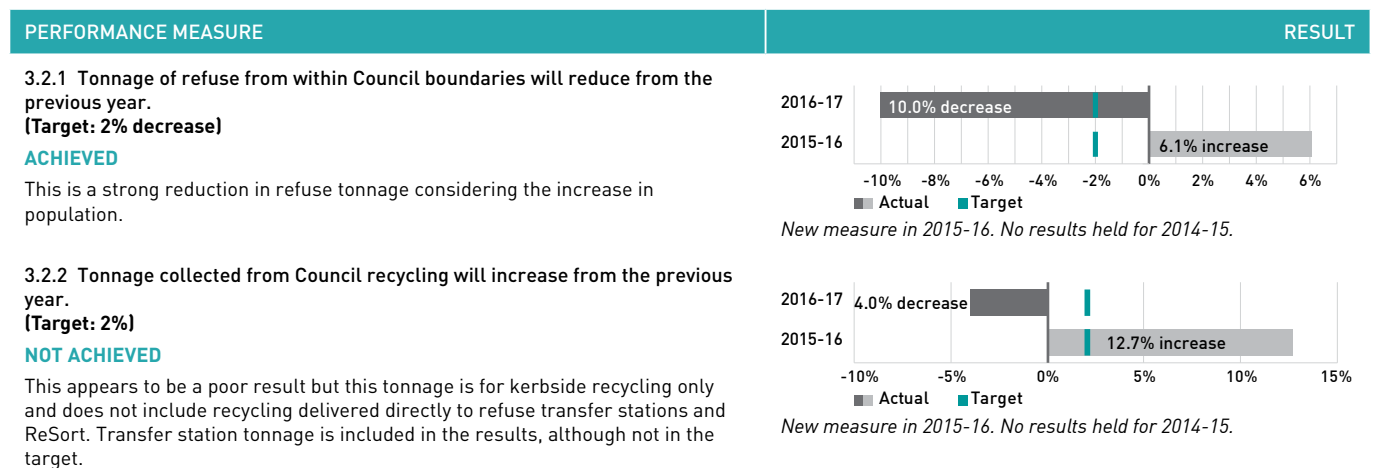 PERFORMANCE MEASURE
RESULT
3.2.1 Tonnage of refuse from within Council boundaries will reduce from the
previous year.
(Target: 2% decrease)
ACHIEVED
This is a strong reduction in refuse tonnage considering the increase in
population.
2016-17
10.0% decrease
2015-16
6.1% increase
-10% -8% -6% -4% -2% 0% 2% 4% 6%
Actual Target
New measure in 2015-16. No results held for 2014-15.
3.2.2 Tonnage collected from Council recycling will increase from the previous
year.
(Target: 2%)
NOT ACHIEVED
This appears to be a poor result but this tonnage is for kerbside recycling only
and does not include recycling delivered directly to refuse transfer stations and
ReSort. Transfer station tonnage is included in the results, although not in the
target.
2016-17
4.0% decrease
2015-16
12.7% increase
-10% -5% 0% 5% 10% 15%
Actual Target
New measure in 2015-16. No results held for 2014-15.